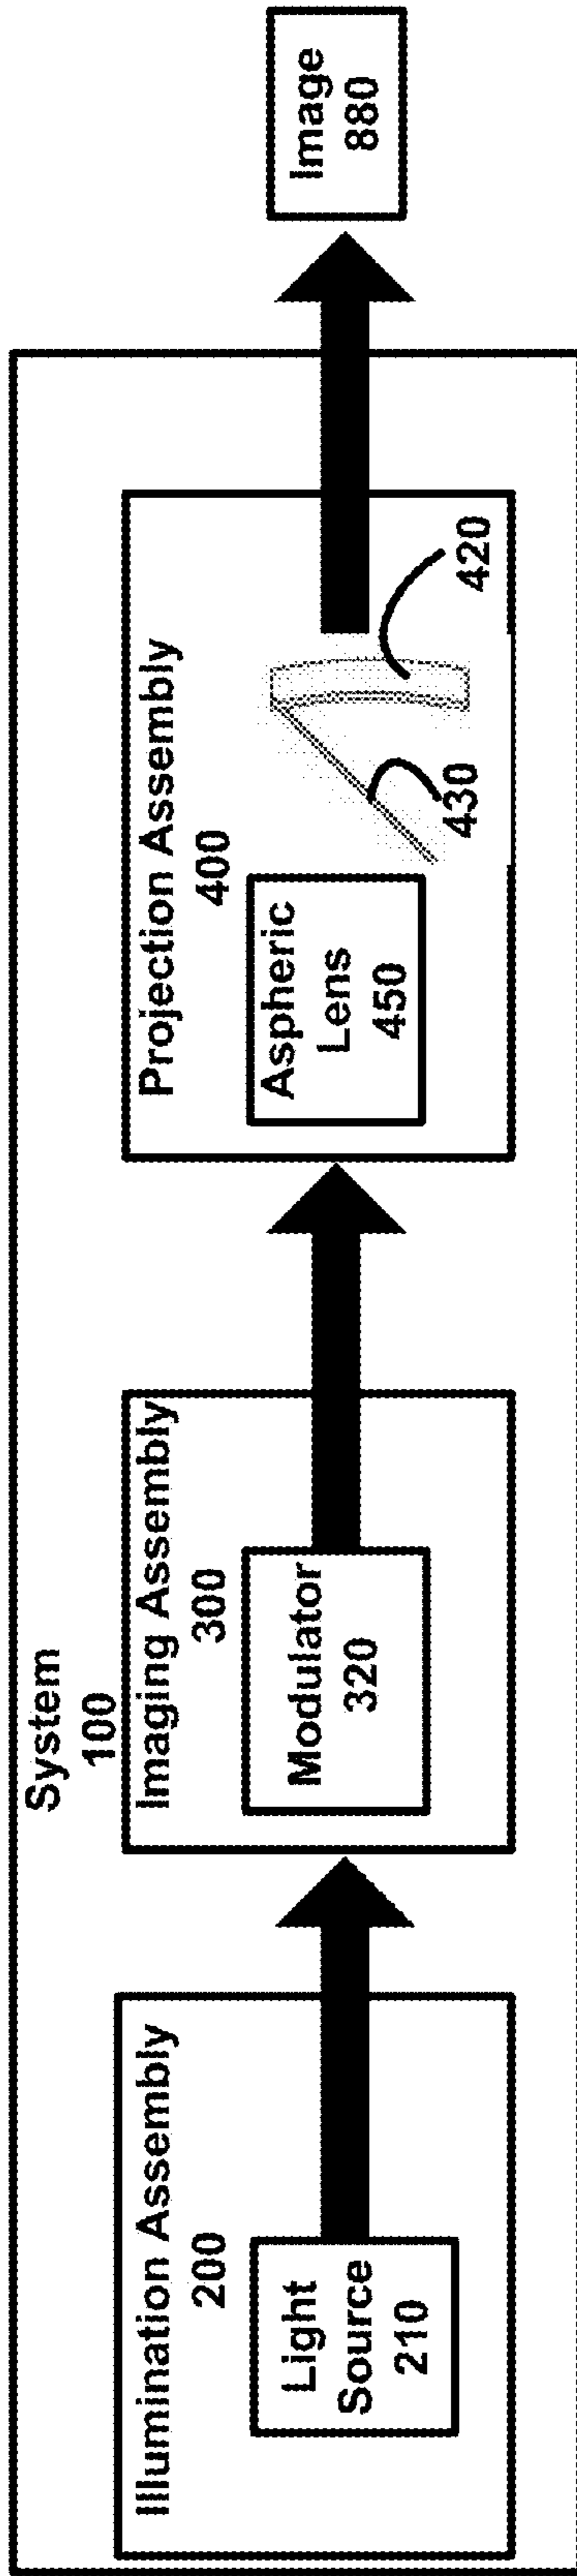 System
100
Illumination Assembly
200
Light
Source
210
Imaging Assembly
300
Modulator
320
Projection Assembly
400
Aspheric
Lens
450
430
420
Image
880